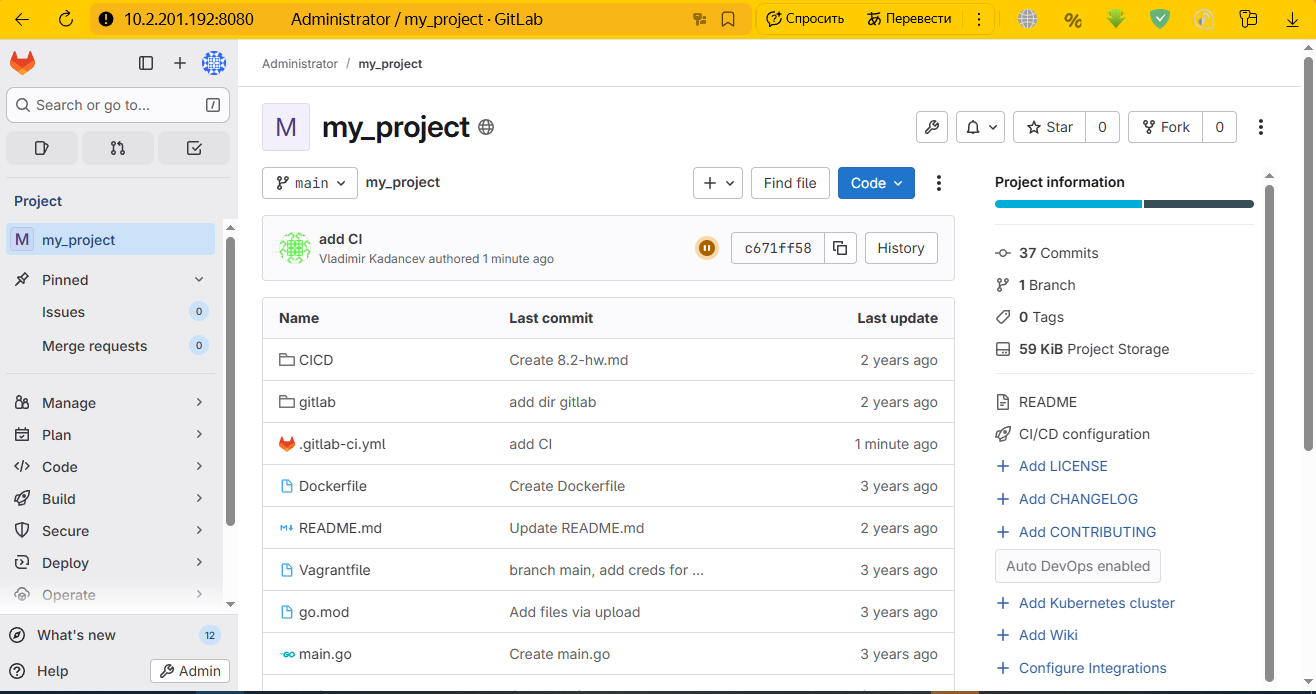 10.2.201.192:8080 Administrator / my_project · GitLab Спросить Перевести
Administrator / my_project
Search or go to... /
M my_project
Star 0 Fork 0
main my_project Find file Code
Project
M my_project
Pinned
Issues 0
Merge requests 0
Manage
Plan
Code
Build
Secure
Deploy
Operate
What's new 12
Help Admin
add CI
Vladimir Kadancev authored 1 minute ago
c671ff58 History
Name Last commit Last update
CICD Create 8.2-hw.md 2 years ago
gitlab add dir gitlab 2 years ago
.gitlab-ci.yml add CI 1 minute ago
Dockerfile Create Dockerfile 3 years ago
README.md Update README.md 2 years ago
Vagrantfile branch main, add creds for ... 3 years ago
go.mod Add files via upload 3 years ago
main.go Create main.go 3 years ago
Project information
37 Commits
1 Branch
0 Tags
59 KiB Project Storage
README
CI/CD configuration
Add LICENSE
Add CHANGELOG
Add CONTRIBUTING
Auto DevOps enabled
Add Kubernetes cluster
Add Wiki
Configure Integrations